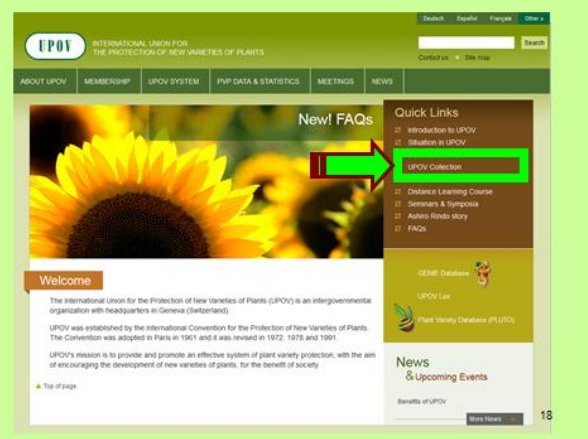 Deutsch Español Français Other »
UPOV
INTERNATIONAL UNION FOR
THE PROTECTION OF NEW VARIETIES OF PLANTS
Search
Contact us Site map
ABOUT UPOV MEMBERSHIP UPOV SYSTEM PVP DATA & STATISTICS MEETINGS NEWS
New! FAQs
Quick Links
Introduction to UPOV
Situation in UPOV
UPOV Collection
Distance Learning Course
Seminars & Symposia
Ashiro Rindo story
FAQs
GENIE Database
UPOV Lex
Plant Variety Database (PLUTO)
Welcome
The International Union for the Protection of New Varieties of Plants (UPOV) is an intergovernmental
organization with headquarters in Geneva (Switzerland).
UPOV was established by the International Convention for the Protection of New Varieties of Plants.
The Convention was adopted in Paris in 1961 and it was revised in 1972, 1978 and 1991.
UPOV's mission is to provide and promote an effective system of plant variety protection, with the aim
of encouraging the development of new varieties of plants, for the benefit of society.
Top of page
News
& Upcoming Events
Benefits of UPOV
More News
18